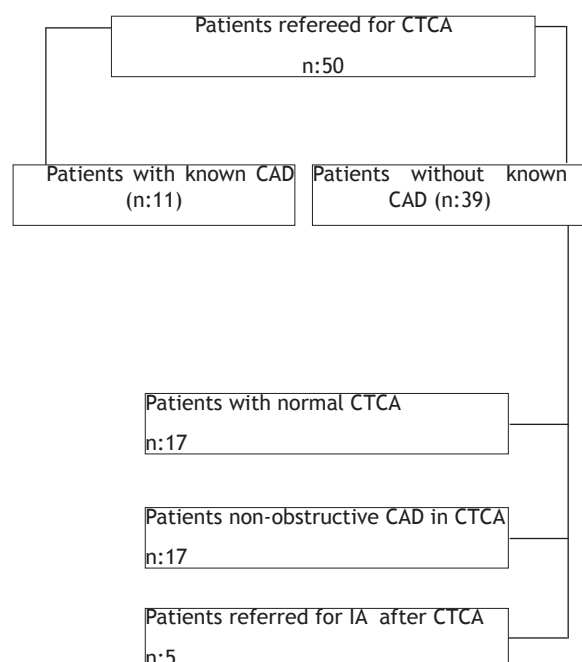 Patients refereed for CTCA
n:50
Patients with known CAD
(n:11)
Patients without known
CAD (n:39)
Patients with normal CTCA
n:17
Patients non-obstructive CAD in CTCA
n:17
Patients referred for IA after CTCA
n:5